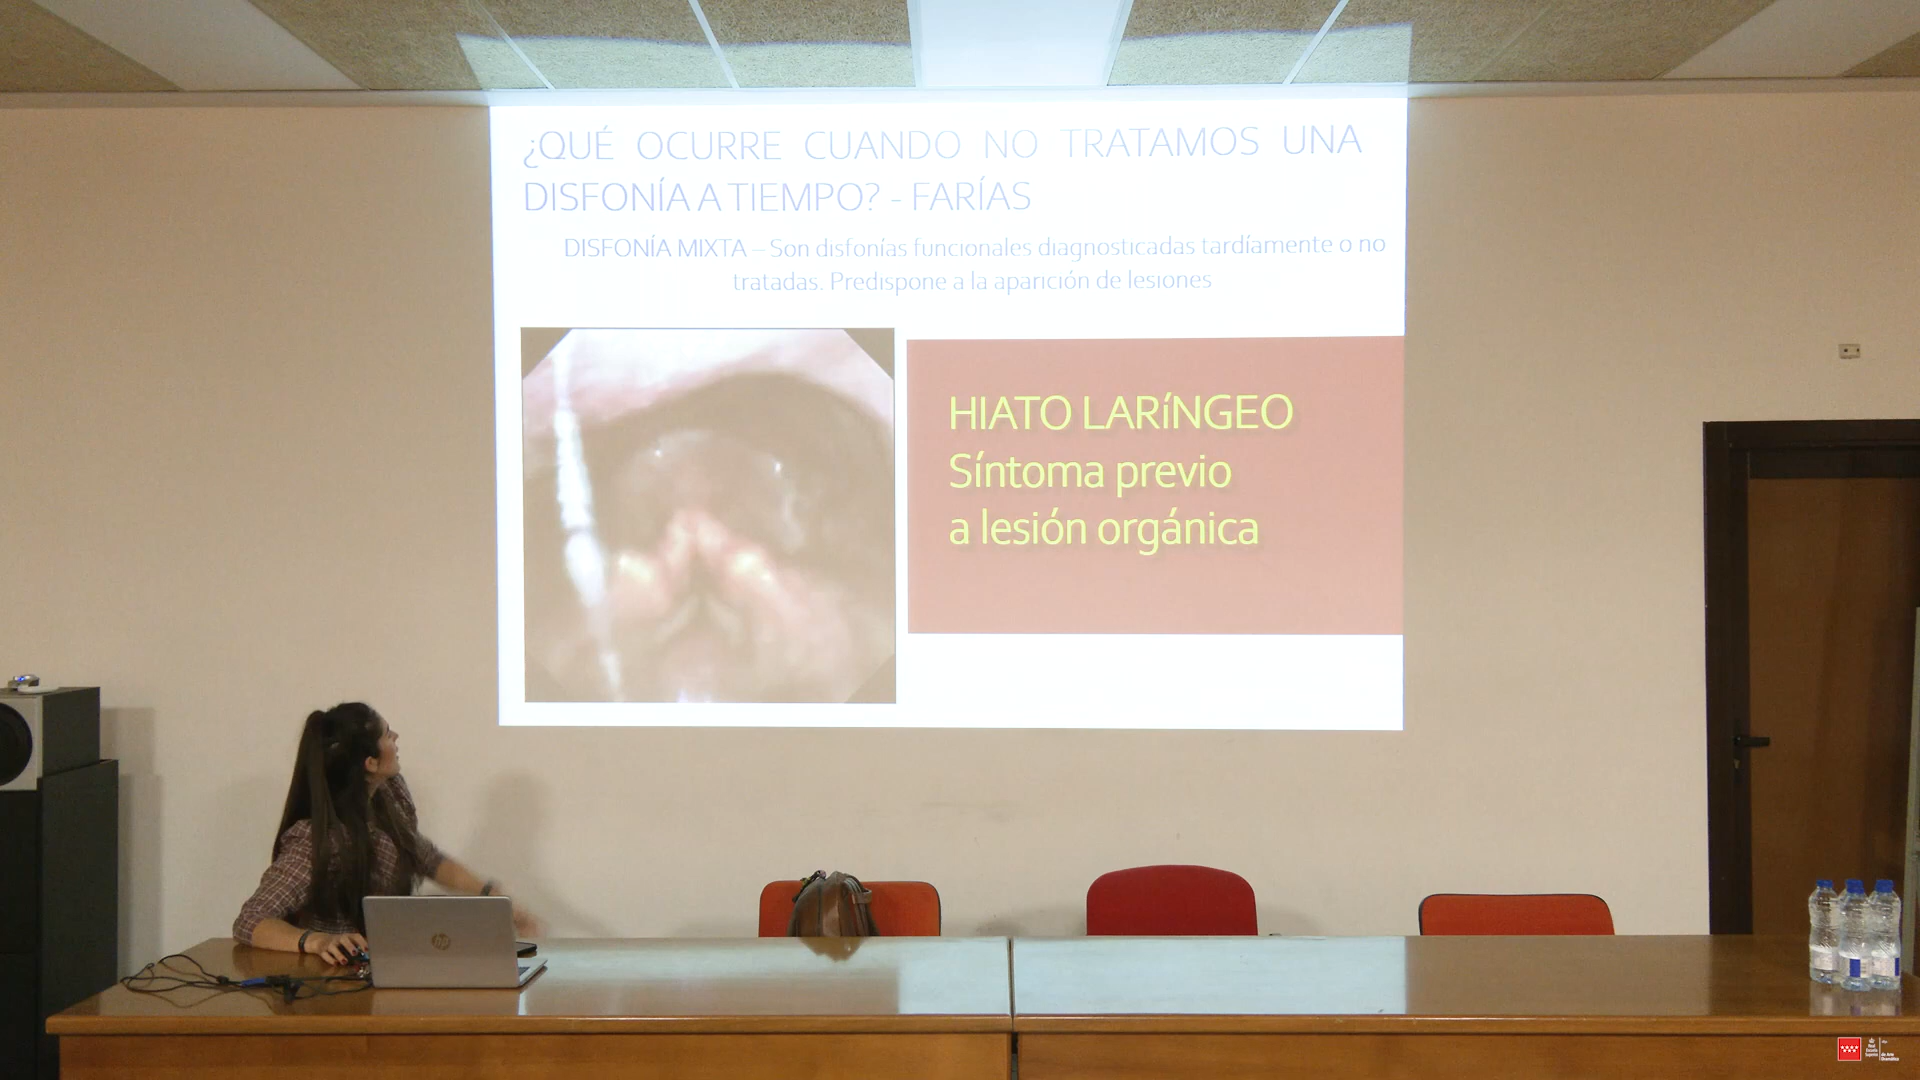 ¿QUÉ OCURRE CUANDO NO TRATAMOS UNA
DISFONÍA A TIEMPO? - FARÍAS
DISFONÍA MIXTA – Son disfonías funcionales diagnosticadas tardíamente o no
tratadas. Predispone a la aparición de lesiones
HIATO LARíNGEO
Síntoma previo
a lesión orgánica
hp